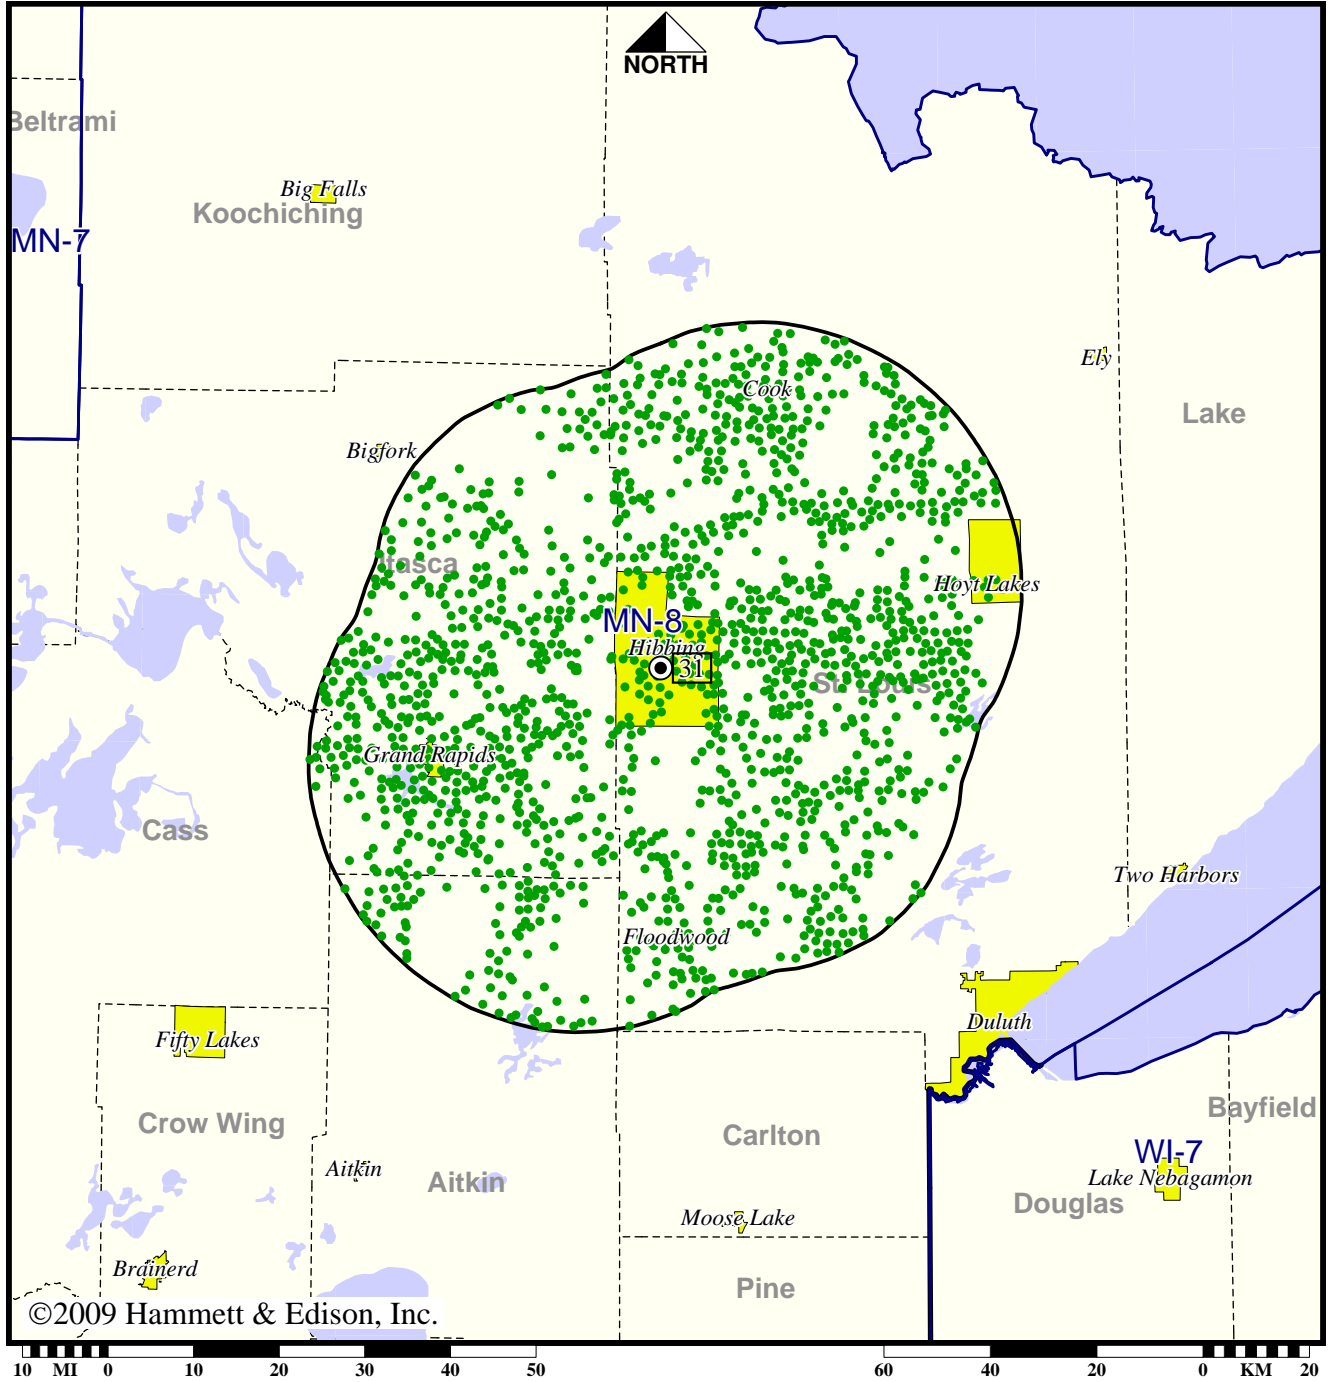 NORTH
Beltrami
Big Falls
Koochiching
MN-7
Ely
Cook
Lake
Bigfork
Itasca
Hoyt Lakes
MN-8
Hibbing
31
St. Louis
Grand Rapids
Cass
Two Harbors
Floodwood
Duluth
Fifty Lakes
Bayfield
Crow Wing
Carlton
WI-7
Aitkin
Aitkin
Lake Nebagamon
Douglas
Moose Lake
Brainerd
Pine
©2009 Hammett & Edison, Inc.
10 MI 0 10 20 30 40 50 60 40 20 0 KM 20